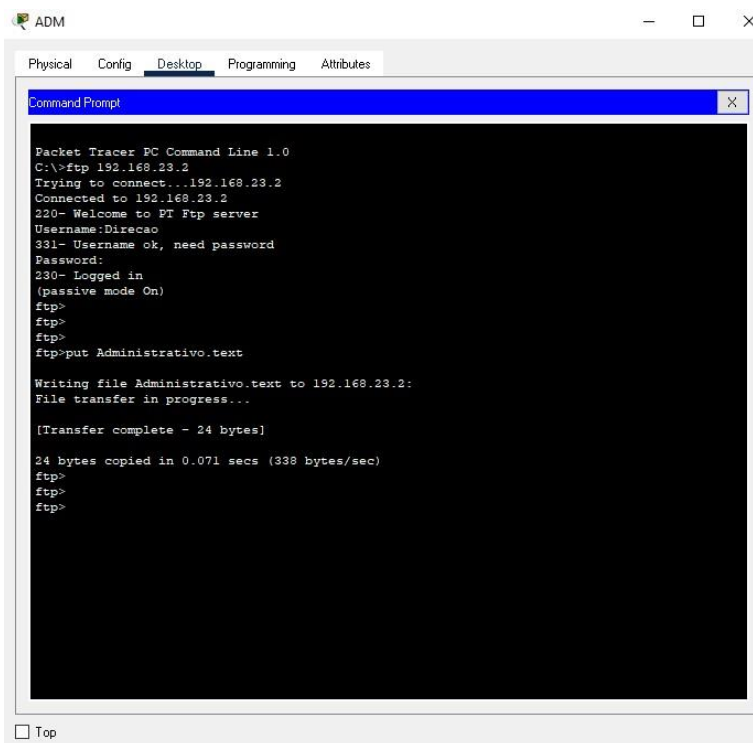 ADM
Physical Config Desktop Programming Attributes
Command Prompt
X
Packet Tracer PC Command Line 1.0
C:\>ftp 192.168.23.2
Trying to connect...192.168.23.2
Connected to 192.168.23.2
220- Welcome to PT Ftp server
Username:Direcao
331- Username ok, need password
Password:
230- Logged in
(passive mode On)
ftp>
ftp>
ftp>
ftp>put Administrativo.text
Writing file Administrativo.text to 192.168.23.2:
File transfer in progress...
[Transfer complete - 24 bytes]
24 bytes copied in 0.071 secs (338 bytes/sec)
ftp>
ftp>
ftp>
Top